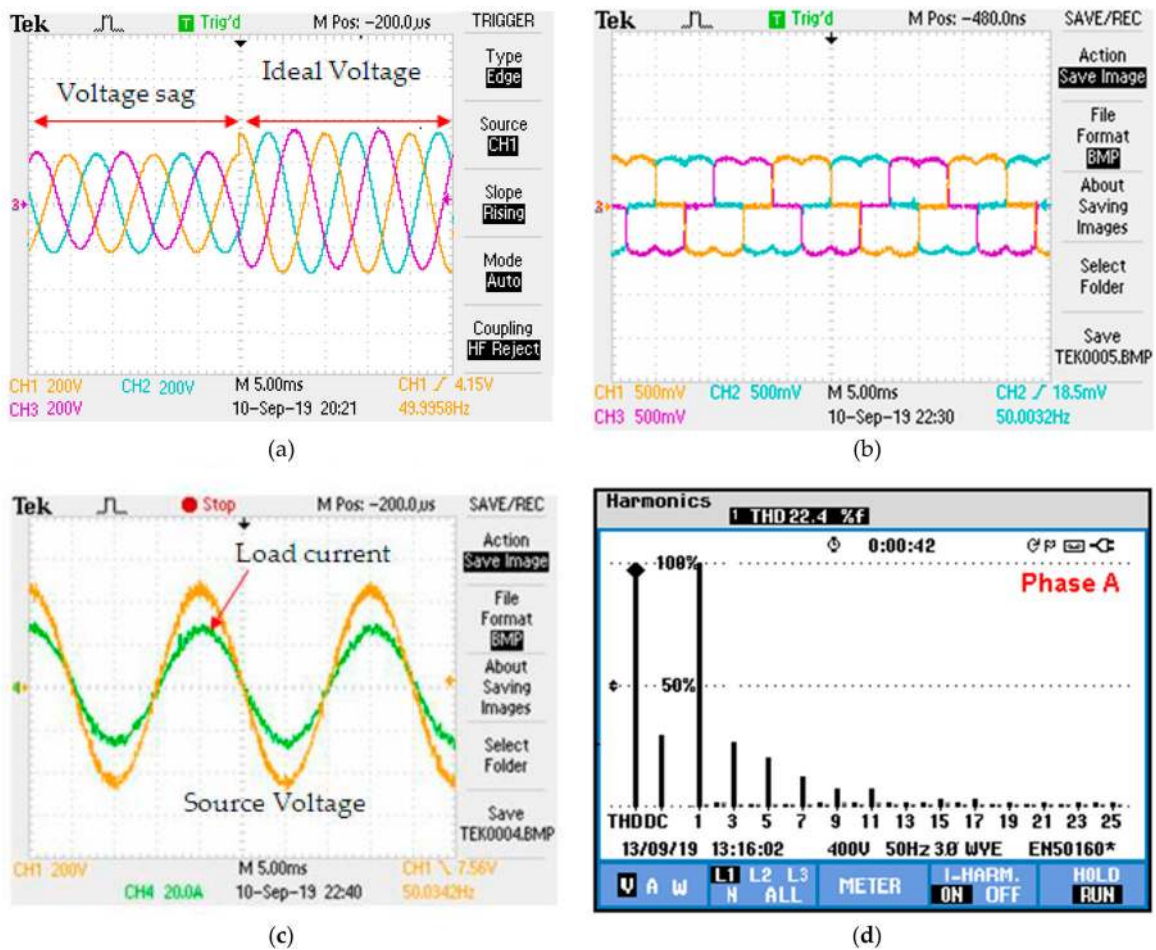 Tek Trig'd M Pos: -200.0us TRIGGER
Ideal Voltage
Voltage sag
Type
Edge
Source
CH1
Slope
Rising
Mode
Auto
Coupling
HF Reject
3
CH1 200V CH2 200V M 5.00ms CH1 4.15V
CH3 200V 10-Sep-19 20:21 49.9958Hz
(a)
Tek Trig'd M Pos: -480.0ns SAVE/REC
Action
Save Image
File
Format
BMP
About
Saving
Images
Select
Folder
Save
TEK0005.BMP
3
CH1 500mV CH2 500mV M 5.00ms CH2 18.5mV
CH3 500mV 10-Sep-19 22:30 50.0032Hz
(b)
Tek Stop M Pos: -200.0us SAVE/REC
Load current
Source Voltage
Action
Save Image
File
Format
BMP
About
Saving
Images
Select
Folder
Save
TEK0004.BMP
CH1 200V M 5.00ms CH1 7.56V
CH4 20.0A 10-Sep-19 22:40 50.0342Hz
(c)
Harmonics
1 THD 22.4 %f
0:00:42
100%
Phase A
50%
THD DC 1 3 5 7 9 11 13 15 17 19 21 23 25
13/09/19 13:16:02 400V 50Hz 3Ø WYE EN50160*
V A W L1 L2 L3 METER I-HARM. HOLD
N ALL ON OFF RUN
(d)